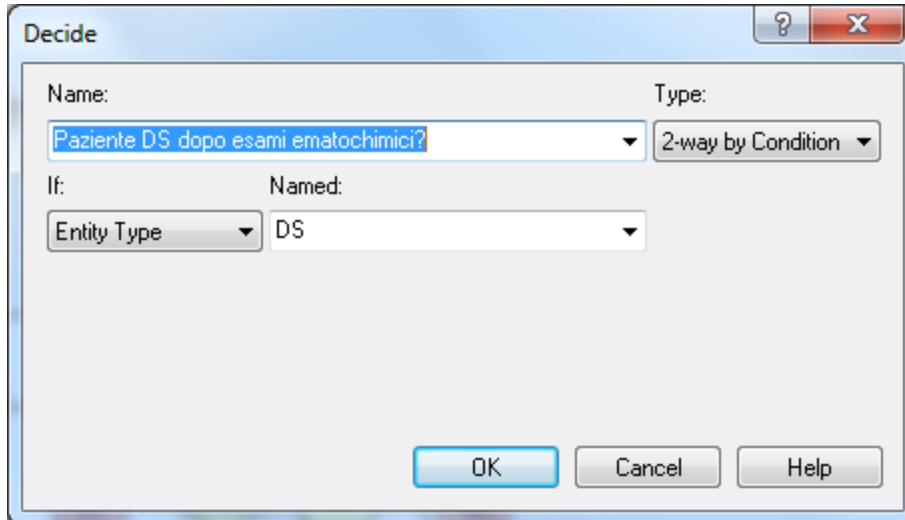 Decide
Name: Type:
Paziente DS dopo esami ematochimici? 2-way by Condition
If: Named:
Entity Type DS
OK Cancel Help